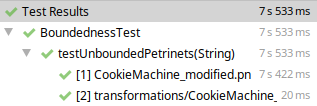 Test Results 7 s 533 ms
BoundednessTest 7 s 533 ms
testUnboundedPetrinets(String) 7 s 533 ms
[1] CookieMachine_modified.pn 7 s 422 ms
[2] transformations/CookieMachine_ 20 ms